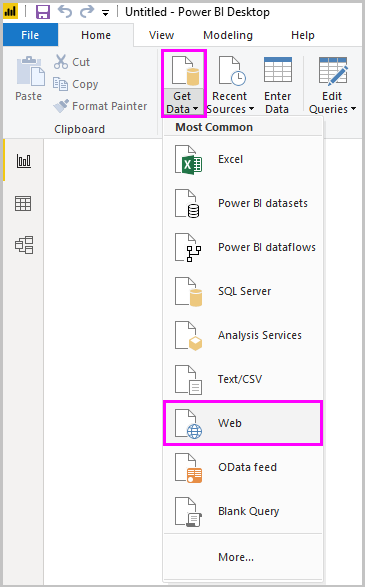 Untitled - Power BI Desktop
File Home View Modeling Help
Paste
Cut
Copy
Format Painter
Clipboard
Get
Data
Recent
Sources
Enter
Data
Edit
Queries
Most Common
Excel
Power BI datasets
Power BI dataflows
SQL Server
Analysis Services
Text/CSV
Web
OData feed
Blank Query
More...